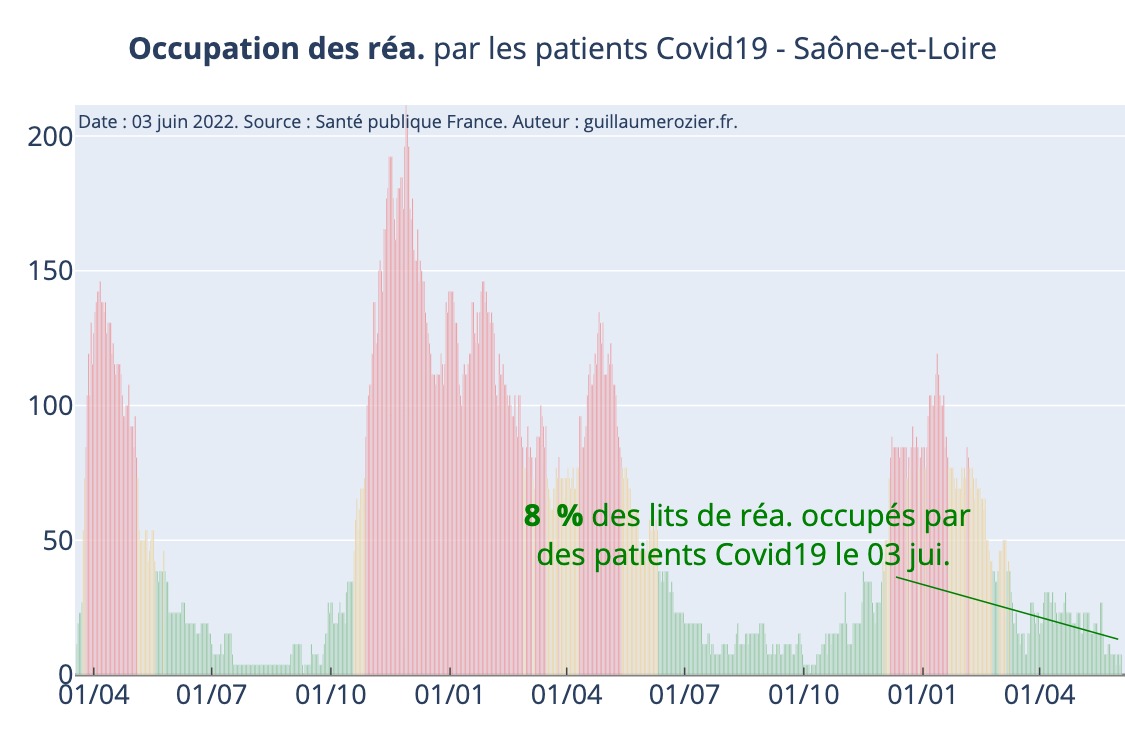 Occupation des réa. par les patients Covid19 - Saône-et-Loire
Date : 03 juin 2022. Source : Santé publique France. Auteur : guillaumerozier.fr.
200
150
100
50
0
8 % des lits de réa. occupés par
des patients Covid19 le 03 jui.
01/04 01/07 01/10 01/01 01/04 01/07 01/10 01/01 01/04